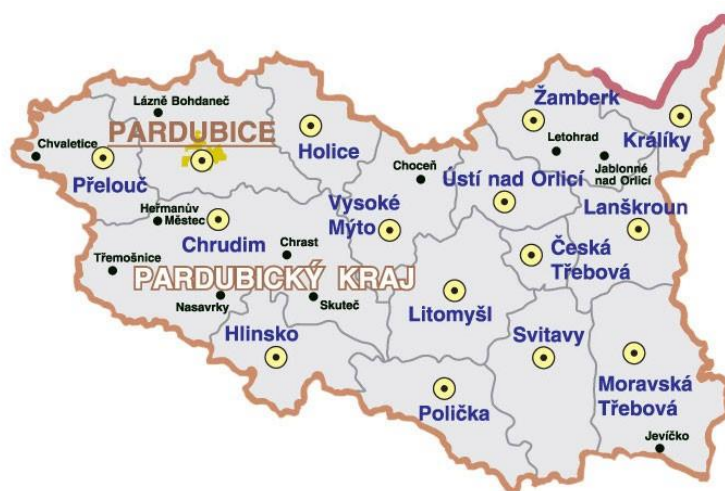 Lázně Bohdaneč
PARDUBICE
Chvaletice
Přelouč
Holice
Žamberk
Letohrad
Králíky
Jablonné
nad Orlicí
Choceň
Ústí nad Orlicí
Vysoké
Mýto
Lanškroun
Heřmanův
Městec
Chrudim
Chrast
Česká
Třebová
Třemošnice
PARDUBICKÝ KRAJ
Nasavrky
Skuteč
Litomyšl
Hlinsko
Svitavy
Polička
Moravská
Třebová
Jevíčko